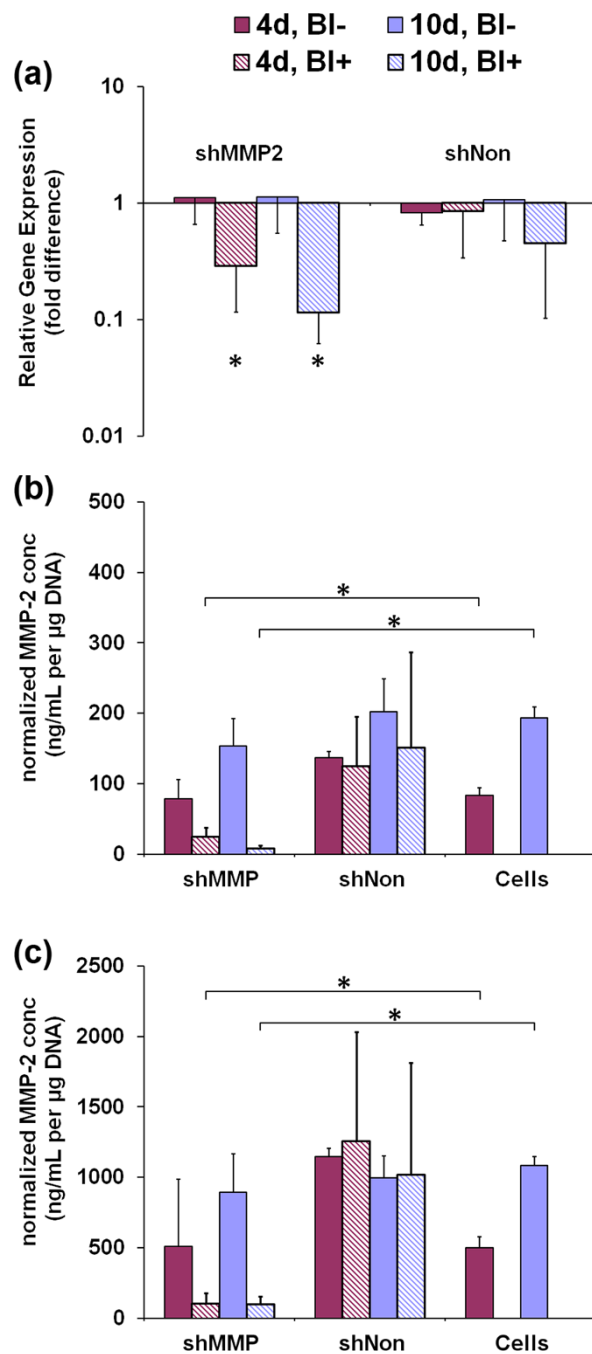 4d, BI- 10d, BI-
4d, BI+ 10d, BI+
(a)
Relative Gene Expression
(fold difference)
10
1
0.1
0.01
shMMP2 shNon
* *
(b)
normalized MMP-2 conc
(ng/mL per µg DNA)
500
400
300
200
100
0
*
*
shMMP shNon Cells
(c)
normalized MMP-2 conc
(ng/mL per µg DNA)
2500
2000
1500
1000
500
0
*
*
shMMP shNon Cells